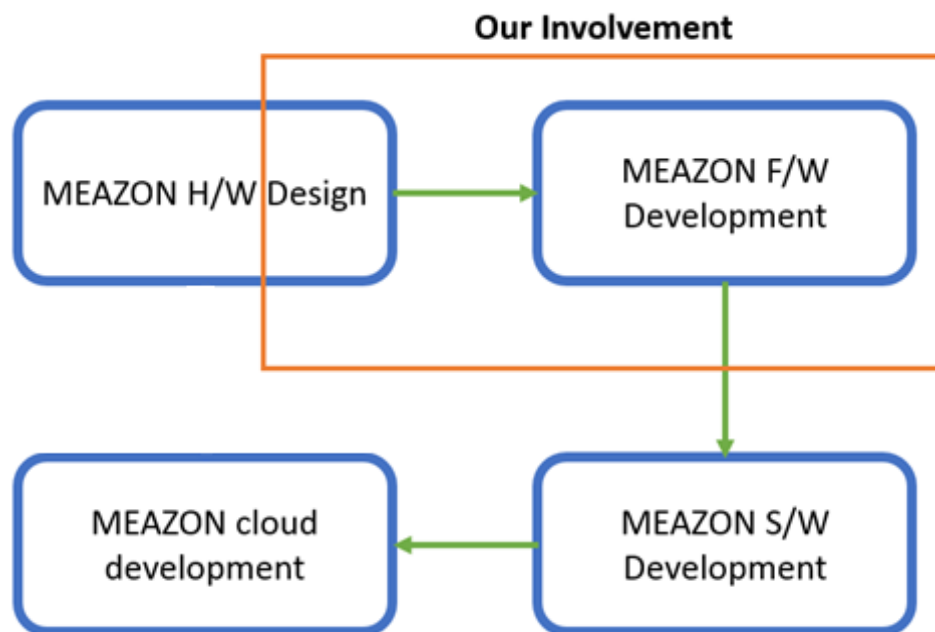 Our Involvement
MEAZON H/W Design
MEAZON F/W
Development
MEAZON cloud
development
MEAZON S/W
Development